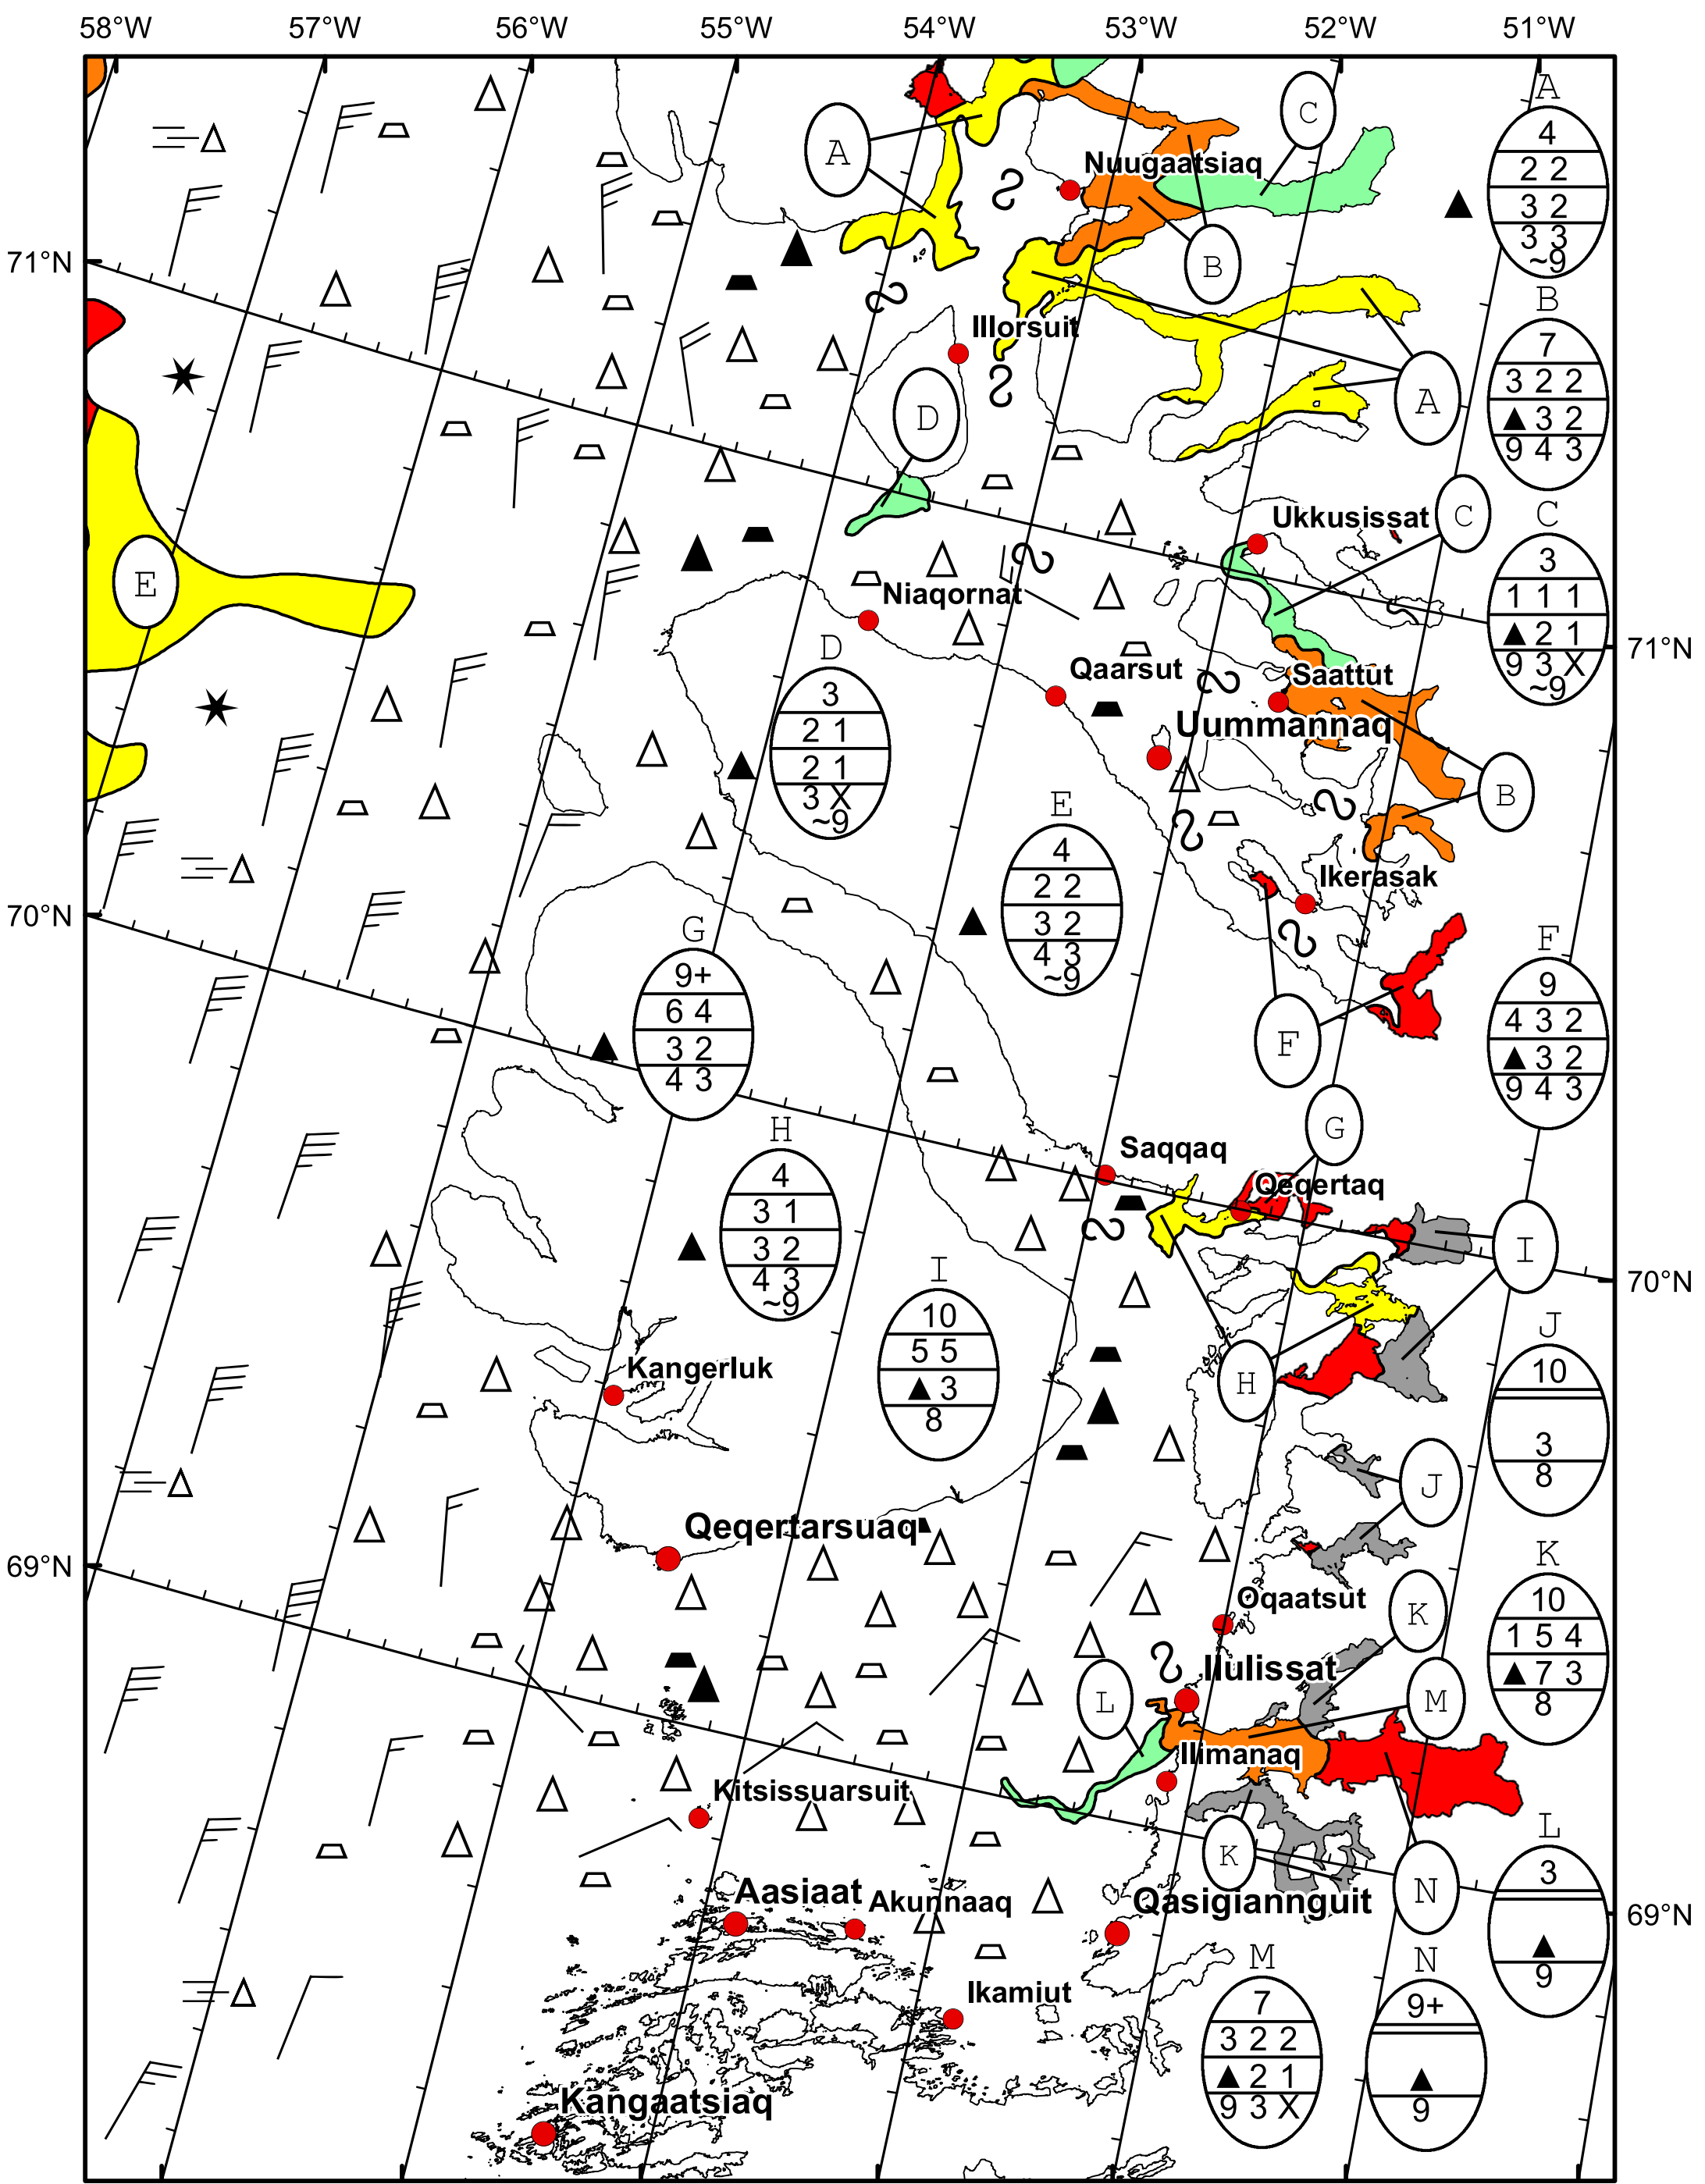 58°W 57°W 56°W 55°W 54°W 53°W 52°W 51°W
A
4
2 2
3 2
3 3
~9
C
A
Nuugaatsiaq
B
71°N
B
7
3 2 2
▲ 3 2
9 4 3
Illorsuit
A
D
C
C
3
1 1 1
▲ 2 1
9 3 X
~9
Ukkusissat
E
Niaqornat
71°N
D
3
2 1
2 1
3 X
~9
Qaarsut
Saattut
Uummannaq
B
E
4
2 2
3 2
4 3
~9
Ikerasak
70°N
G
9+
6 4
3 2
4 3
F
9
4 3 2
▲ 3 2
9 4 3
F
G
H
4
3 1
3 2
4 3
~9
Saqqaq
Qeqertaq
I
70°N
I
10
5 5
▲ 3
8
J
10
3
8
Kangerluk
H
J
Qeqertarsuaq
69°N
K
10
1 5 4
▲ 7 3
8
Oqaatsut
K
Ilulissat
L
M
Ilimanaq
Kitsissuarsuit
L
3
▲
9
K
N
Aasiaat
Akunnaaq
Qasigiannguit
69°N
M
7
3 2 2
▲ 2 1
9 3 X
N
9+
▲
9
Ikamiut
Kangaatsiaq